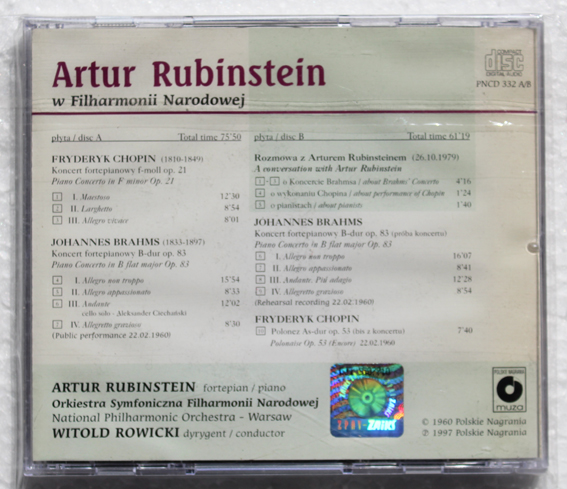 Artur Rubinstein
w Filharmonii Narodowej
COMPACT
disc
DIGITAL AUDIO
PNCD 332 A/B
płyta / disc A Total time 75'50
FRYDERYK CHOPIN (1810-1849)
Koncert fortepianowy f-moll op. 21
Piano Concerto in F minor Op. 21
1 I. Maestoso 12'30
2 II. Larghetto 8'54
3 III. Allegro vivace 8'01
JOHANNES BRAHMS (1833-1897)
Koncert fortepianowy B-dur op. 83
Piano Concerto in B flat major Op. 83
4 I. Allegro non troppo 15'54
5 II. Allegro appassionato 8'33
6 III. Andante 12'02
cello solo - Aleksander Ciechański
7 IV. Allegretto grazioso 8'30
(Public performance 22.02.1960)
płyta / disc B Total time 61'19
Rozmowa z Arturem Rubinsteinem (26.10.1979)
A conversation with Artur Rubinstein
o Koncercie Brahmsa / about Brahms' Concerto 4'16
o wykonaniu Chopina / about performance of Chopin 1'24
o pianistach / about pianists 1'40
JOHANNES BRAHMS
Koncert fortepianowy B-dur op. 83 (próba koncertu)
Piano Concerto in B flat major Op. 83
I. Allegro non troppo 16'07
II. Allegro appassionato 8'41
III. Andante: Più adagio 12'28
IV. Allegretto grazioso 8'54
(Rehearsal recording 22.02.1960)
FRYDERYK CHOPIN
10 Polonez As-dur op. 53 (bis z koncertu) 7'40
Polonaise Op. 53 (Encore) 22.02.1960
ARTUR RUBINSTEIN fortepian / piano
Orkiestra Symfoniczna Filharmonii Narodowej
National Philharmonic Orchestra - Warsaw
WITOLD ROWICKI dyrygent / conductor
ZAIKS
POLSKIE NAGRANIA
muza
© 1960 Polskie Nagrania
℗ 1997 Polskie Nagrania